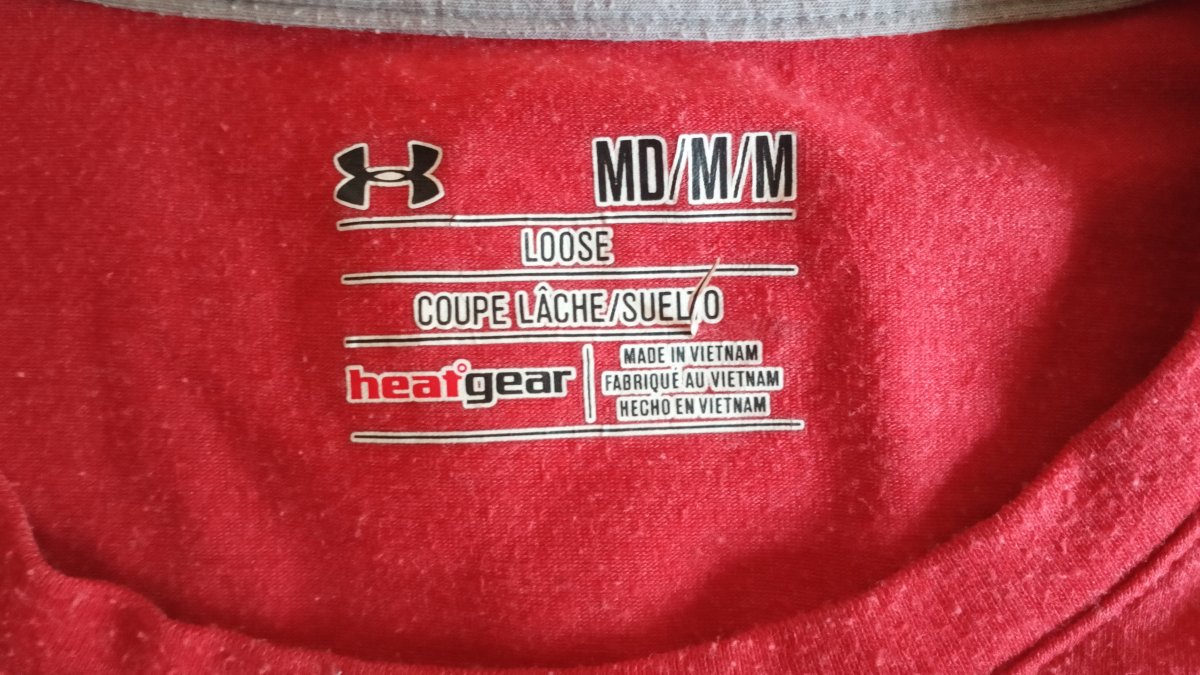 MD/M/M
LOOSE
COUPE LÂCHE/SUELTO
heatgear
MADE IN VIETNAM
FABRIQUÉ AU VIETNAM
HECHO EN VIETNAM